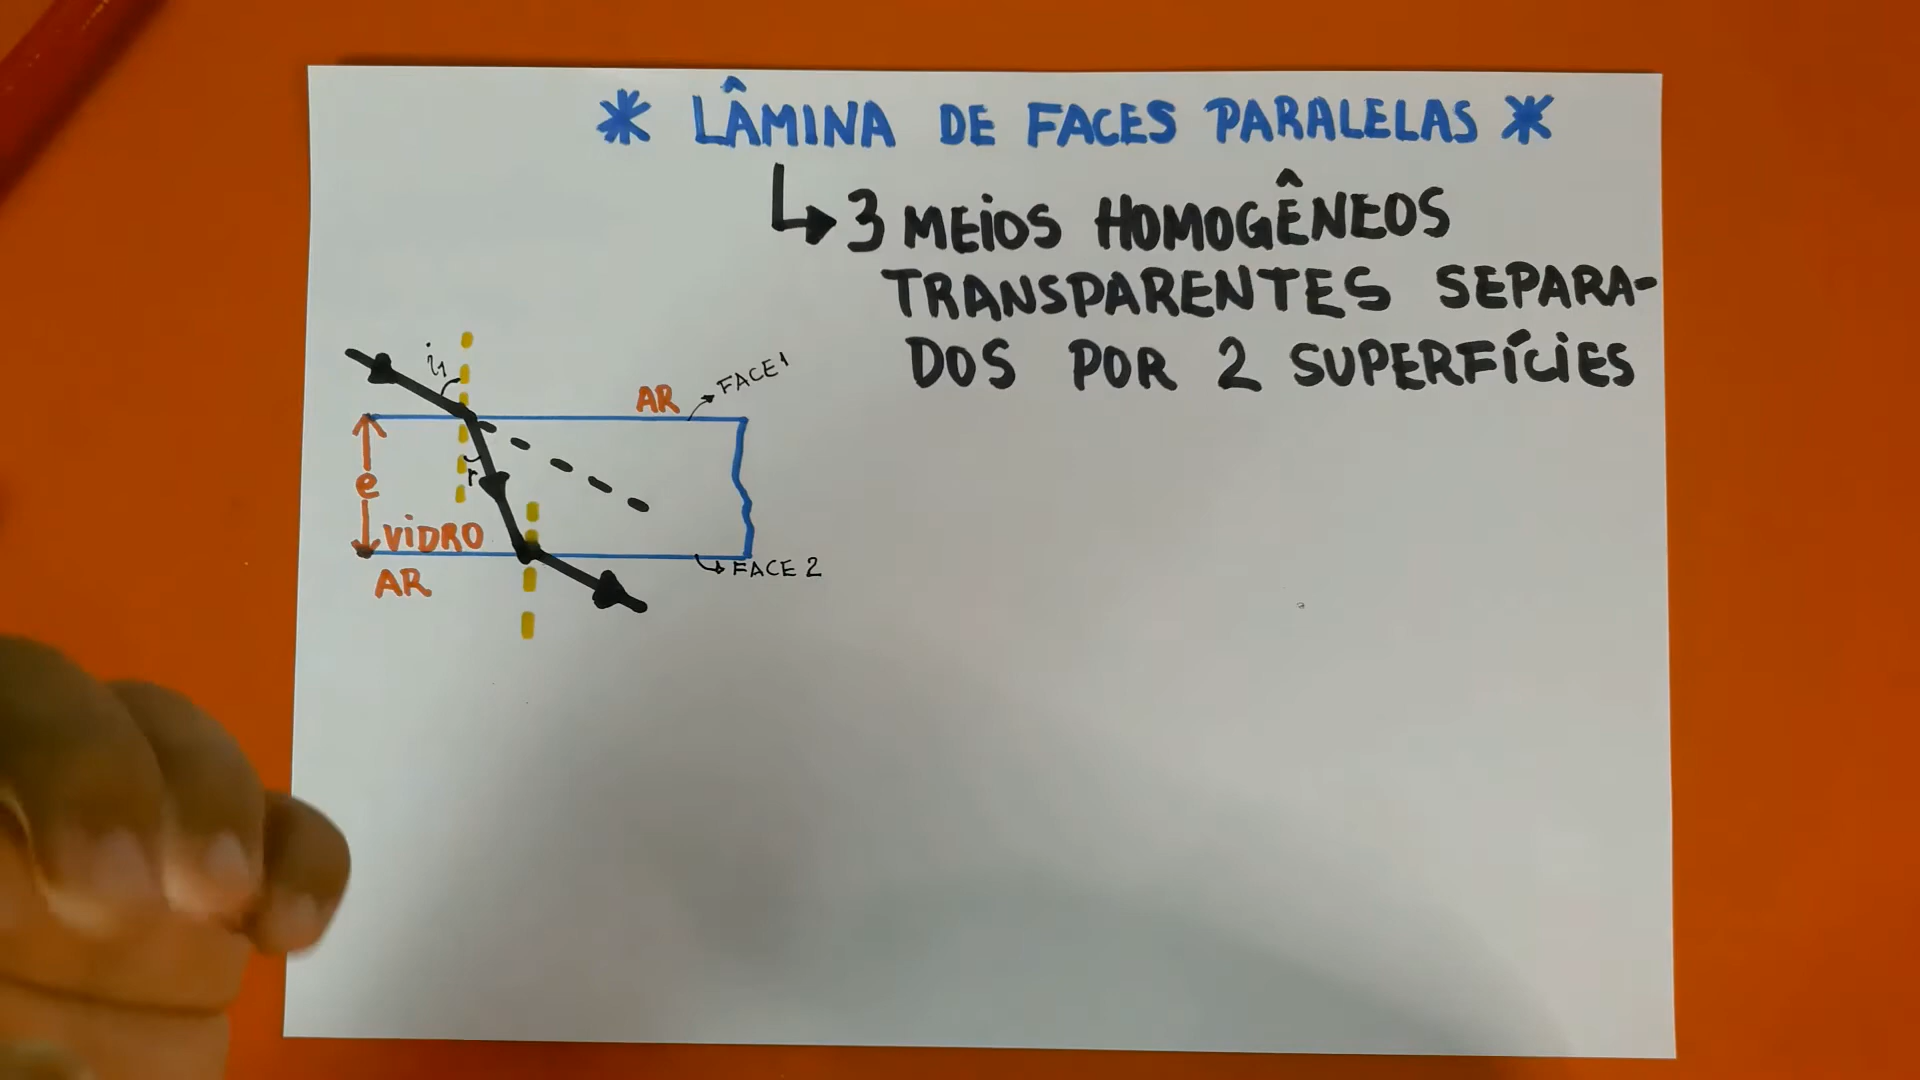 * LÂMINA DE FACES PARALELAS *
3 MEIOS HOMOGÊNEOS
TRANSPARENTES SEPARA-
DOS POR 2 SUPERFÍCIES
i1
AR
FACE 1
e
r
VIDRO
AR
FACE 2